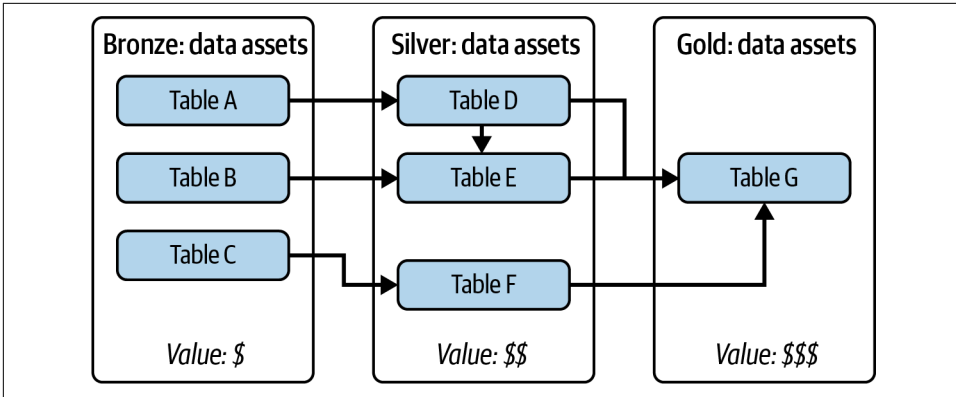 Bronze: data assets
Table A
Table B
Table C
Value: $
Silver: data assets
Table D
Table E
Table F
Value: $$
Gold: data assets
Table G
Value: $$$